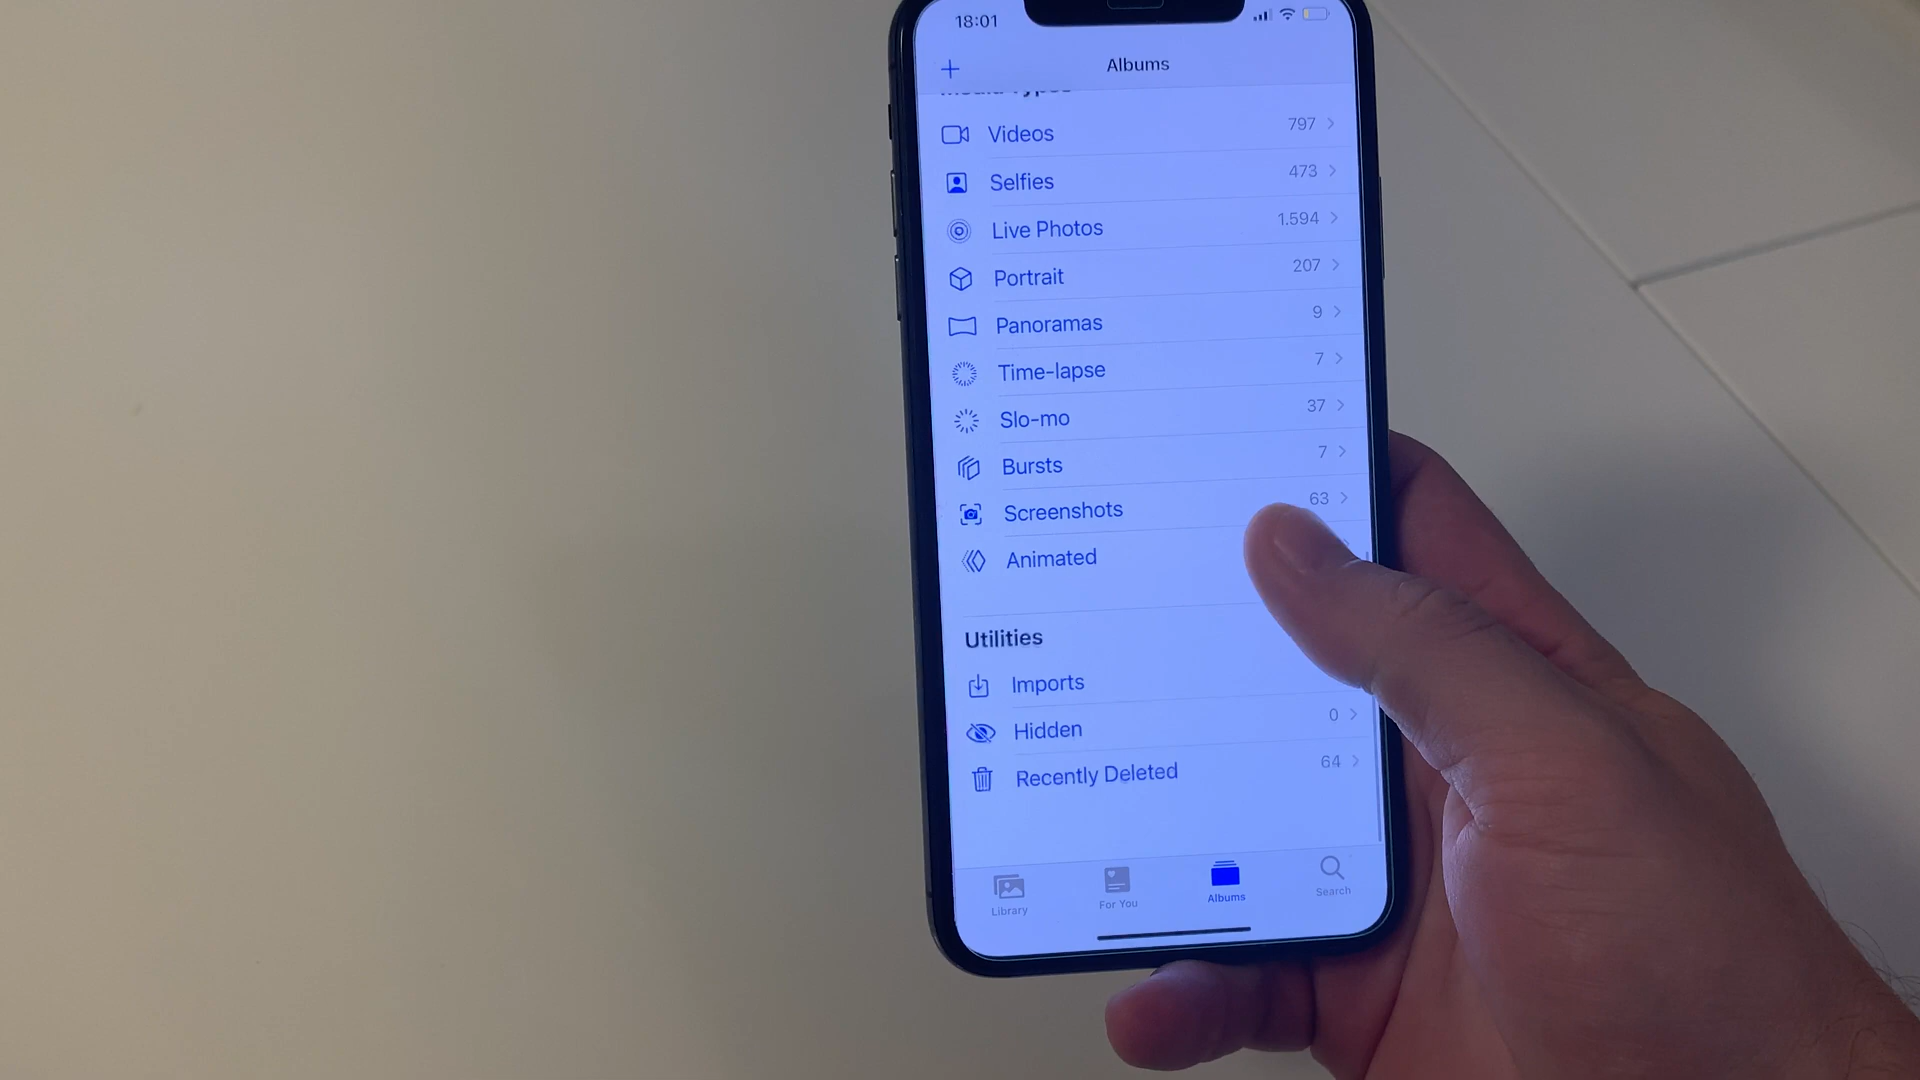 18:01
Albums
Media Types
Videos 797
Selfies 473
Live Photos 1.594
Portrait 207
Panoramas 9
Time-lapse 7
Slo-mo 37
Bursts 7
Screenshots 63
Animated
Utilities
Imports
Hidden 0
Recently Deleted 64
Library For You Albums Search